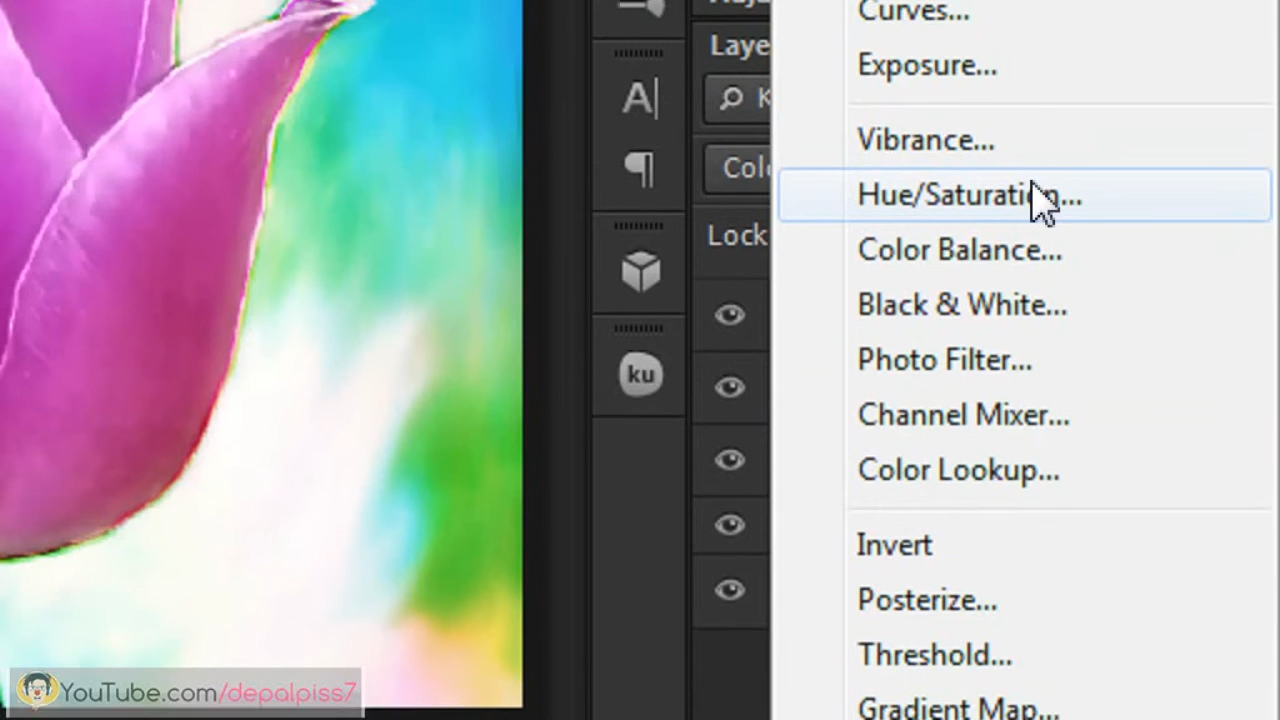 Curves...
Exposure...
Vibrance...
Hue/Saturation...
Color Balance...
Black & White...
Photo Filter...
Channel Mixer...
Color Lookup...
Invert
Posterize...
Threshold...
Gradient Map...
Laye
K
Colo
Lock
A
ku
YouTube.com/depalpiss7